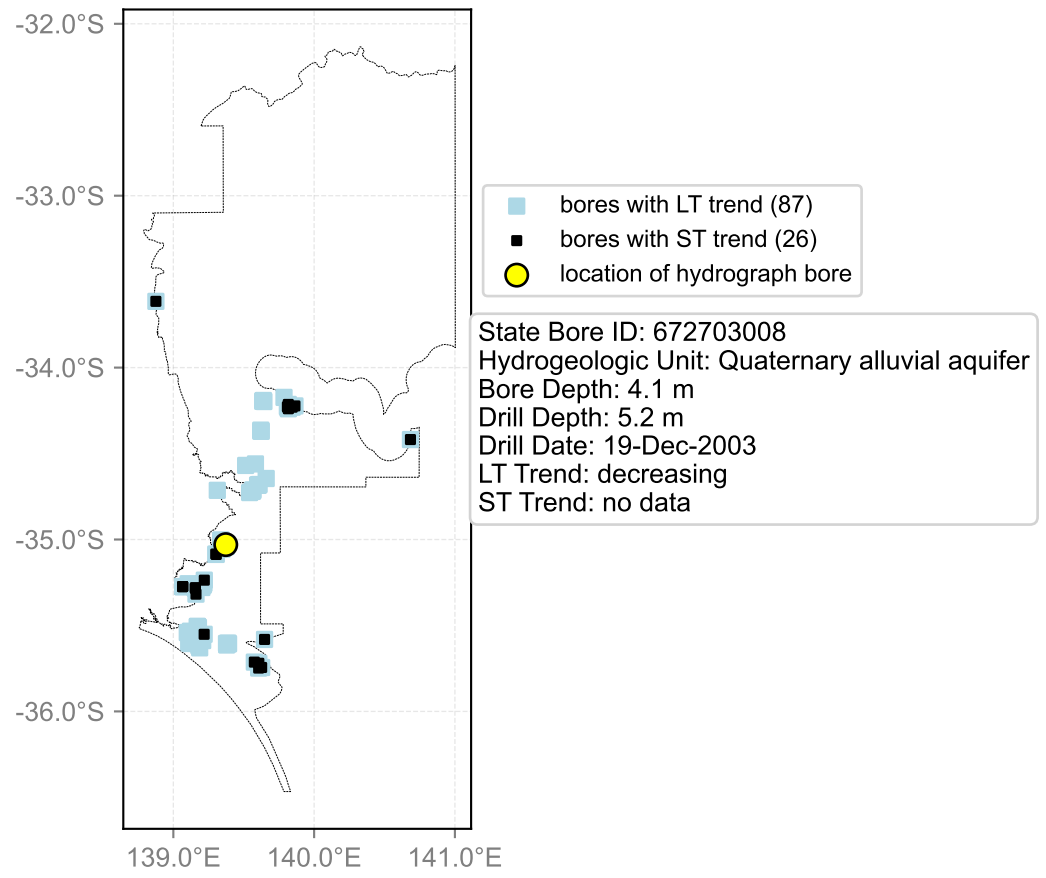 -32.0°S
-33.0°S
-34.0°S
-35.0°S
-36.0°S
139.0°E 140.0°E 141.0°E
bores with LT trend (87)
bores with ST trend (26)
location of hydrograph bore
State Bore ID: 672703008
Hydrogeologic Unit: Quaternary alluvial aquifer
Bore Depth: 4.1 m
Drill Depth: 5.2 m
Drill Date: 19-Dec-2003
LT Trend: decreasing
ST Trend: no data